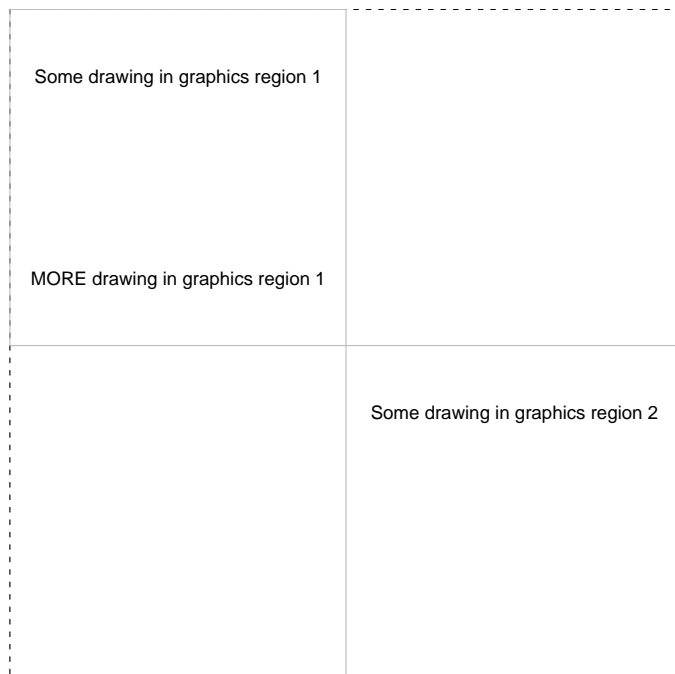 Some drawing in graphics region 1
MORE drawing in graphics region 1
Some drawing in graphics region 2